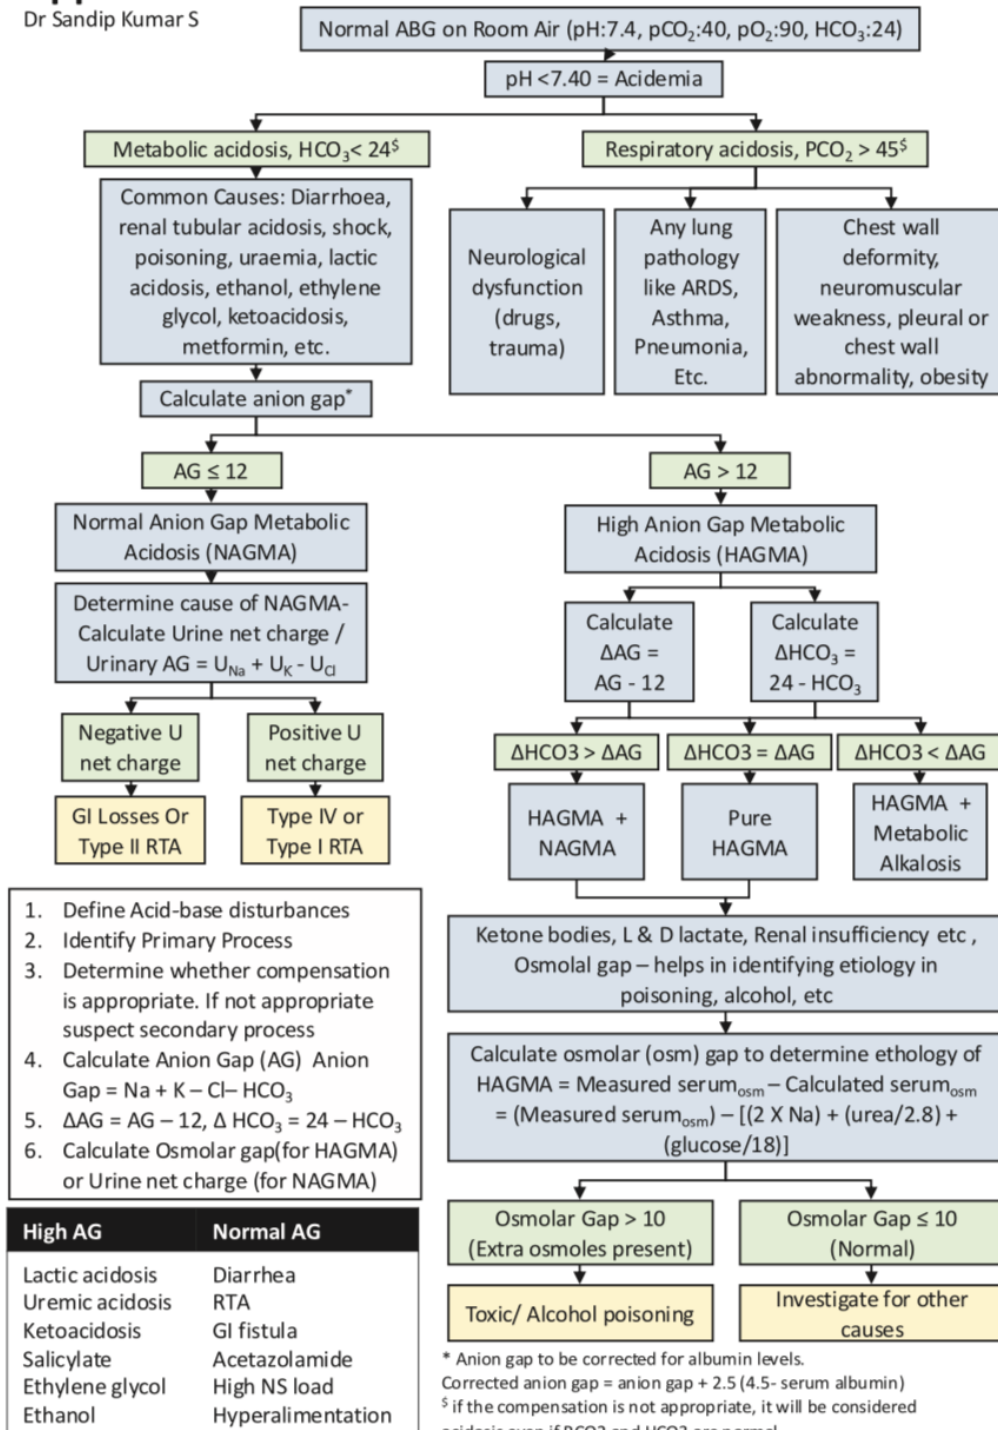 Dr Sandip Kumar S
Normal ABG on Room Air (pH:7.4, pCO₂:40, pO₂:90, HCO₃:24)
pH <7.40 = Acidemia
Metabolic acidosis, HCO₃< 24$
Respiratory acidosis, PCO₂ > 45$
Common Causes: Diarrhoea,
renal tubular acidosis, shock,
poisoning, uraemia, lactic
acidosis, ethanol, ethylene
glycol, ketoacidosis,
metformin, etc.
Neurological
dysfunction
(drugs,
trauma)
Any lung
pathology
like ARDS,
Asthma,
Pneumonia,
Etc.
Chest wall
deformity,
neuromuscular
weakness, pleural or
chest wall
abnormality, obesity
Calculate anion gap*
AG ≤ 12
AG > 12
Normal Anion Gap Metabolic
Acidosis (NAGMA)
High Anion Gap Metabolic
Acidosis (HAGMA)
Determine cause of NAGMA-
Calculate Urine net charge /
Urinary AG = UNa + UK - UCl
Calculate
ΔAG =
AG - 12
Calculate
ΔHCO₃ =
24 - HCO₃
Negative U
net charge
Positive U
net charge
GI Losses Or
Type II RTA
Type IV or
Type I RTA
ΔHCO3 > ΔAG
ΔHCO3 = ΔAG
ΔHCO3 < ΔAG
HAGMA +
NAGMA
Pure
HAGMA
HAGMA +
Metabolic
Alkalosis
1. Define Acid-base disturbances
2. Identify Primary Process
3. Determine whether compensation
is appropriate. If not appropriate
suspect secondary process
4. Calculate Anion Gap (AG) Anion
Gap = Na + K – Cl– HCO₃
5. ΔAG = AG – 12, Δ HCO₃ = 24 – HCO₃
6. Calculate Osmolar gap(for HAGMA)
or Urine net charge (for NAGMA)
Ketone bodies, L & D lactate, Renal insufficiency etc ,
Osmolal gap – helps in identifying etiology in
poisoning, alcohol, etc
Calculate osmolar (osm) gap to determine ethology of
HAGMA = Measured serumosm – Calculated serumosm
= (Measured serumosm) – [(2 X Na) + (urea/2.8) +
(glucose/18)]
Osmolar Gap > 10
(Extra osmoles present)
Osmolar Gap ≤ 10
(Normal)
Toxic/ Alcohol poisoning
Investigate for other
causes
High AG Normal AG
Lactic acidosis Diarrhea
Uremic acidosis RTA
Ketoacidosis GI fistula
Salicylate Acetazolamide
Ethylene glycol High NS load
Ethanol Hyperalimentation
* Anion gap to be corrected for albumin levels.
Corrected anion gap = anion gap + 2.5 (4.5- serum albumin)
$ if the compensation is not appropriate, it will be considered
acidosis even if PCO2 and HCO3 are normal